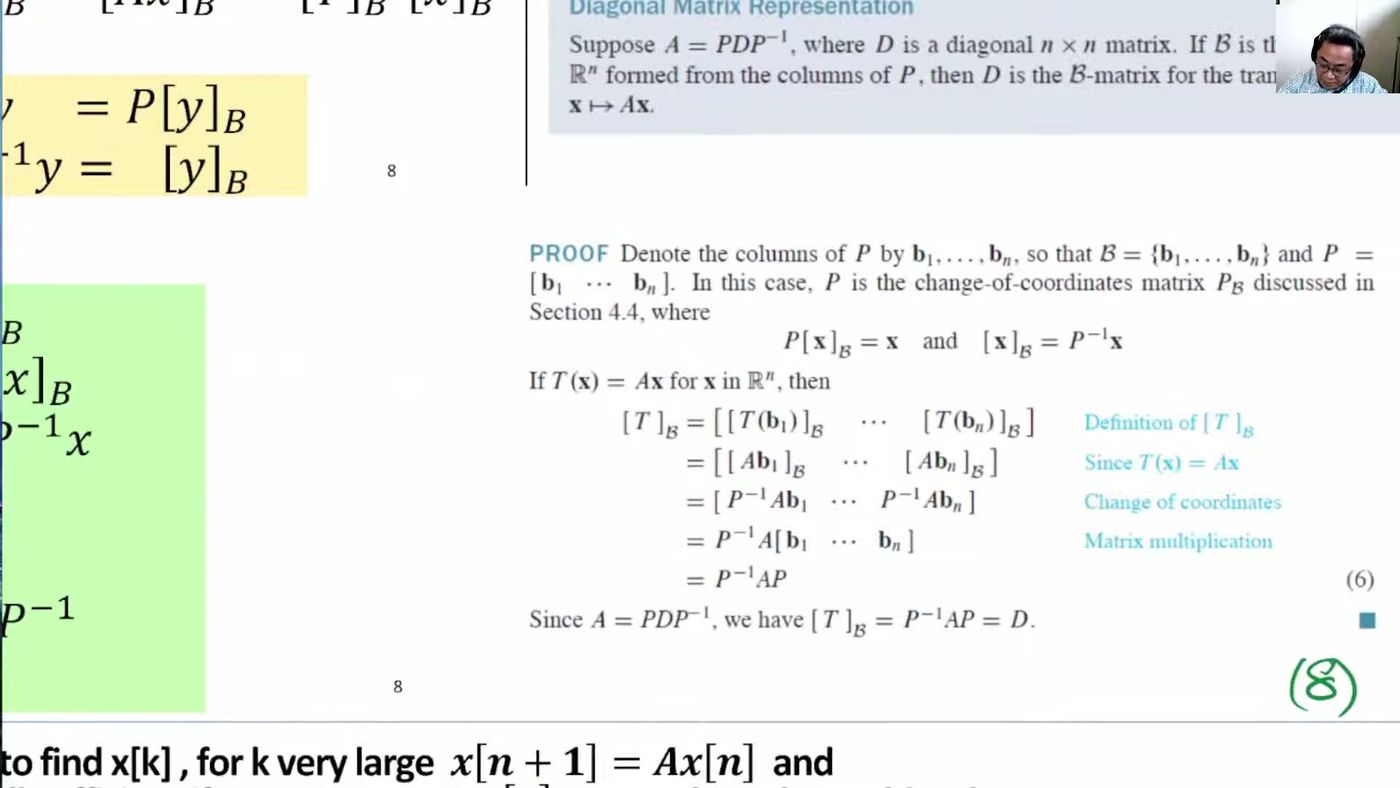 Diagonal Matrix Representation
Suppose A = PDP⁻¹, where D is a diagonal n × n matrix. If ℬ is
ℝⁿ formed from the columns of P, then D is the ℬ-matrix for the
x ↦ Ax.
= P[y]_B
⁻¹y = [y]_B
8
PROOF Denote the columns of P by b₁, . . . , bₙ, so that ℬ = {b₁, . . . , bₙ} and P =
[b₁ ⋯ bₙ]. In this case, P is the change-of-coordinates matrix P_ℬ discussed in
Section 4.4, where
P[x]_ℬ = x and [x]_ℬ = P⁻¹x
If T(x) = Ax for x in ℝⁿ, then
[T]_ℬ = [[T(b₁)]_ℬ ⋯ [T(bₙ)]_ℬ] Definition of [T]_ℬ
= [[Ab₁]_ℬ ⋯ [Abₙ]_ℬ] Since T(x) = Ax
= [P⁻¹Ab₁ ⋯ P⁻¹Abₙ] Change of coordinates
= P⁻¹A[b₁ ⋯ bₙ] Matrix multiplication
= P⁻¹AP (6)
Since A = PDP⁻¹, we have [T]_ℬ = P⁻¹AP = D. ■
B
x]_B
⁻¹x
P⁻¹
8
(8)
to find x[k] , for k very large x[n + 1] = Ax[n] and